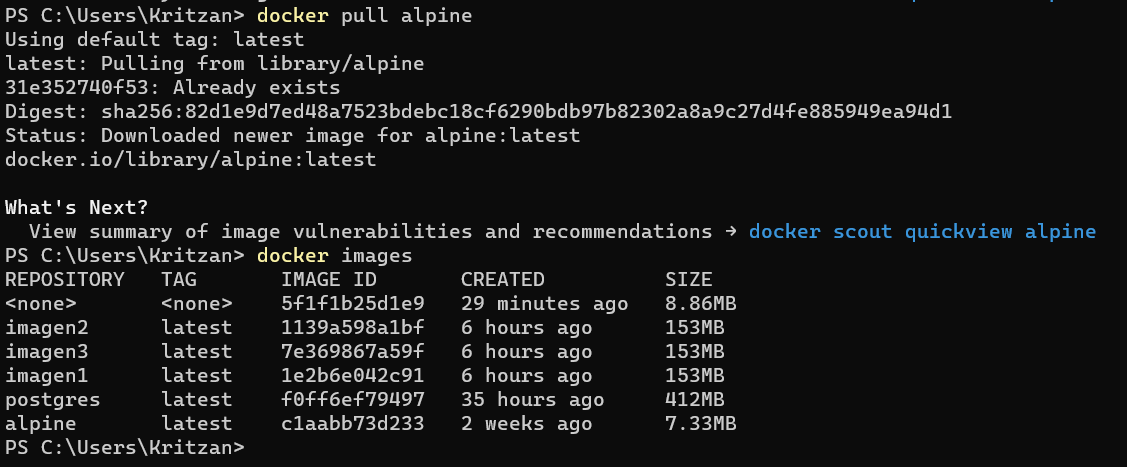 PS C:\Users\Kritzan> docker pull alpine
Using default tag: latest
latest: Pulling from library/alpine
31e352740f53: Already exists
Digest: sha256:82d1e9d7ed48a7523bdebc18cf6290bdb97b82302a8a9c27d4fe885949ea94d1
Status: Downloaded newer image for alpine:latest
docker.io/library/alpine:latest

What's Next?
  View summary of image vulnerabilities and recommendations → docker scout quickview alpine
PS C:\Users\Kritzan> docker images
REPOSITORY   TAG       IMAGE ID       CREATED          SIZE
<none>       <none>    5f1f1b25d1e9   29 minutes ago   8.86MB
imagen2      latest    1139a598a1bf   6 hours ago      153MB
imagen3      latest    7e369867a59f   6 hours ago      153MB
imagen1      latest    1e2b6e042c91   6 hours ago      153MB
postgres     latest    f0ff6ef79497   35 hours ago     412MB
alpine       latest    c1aabb73d233   2 weeks ago      7.33MB
PS C:\Users\Kritzan>